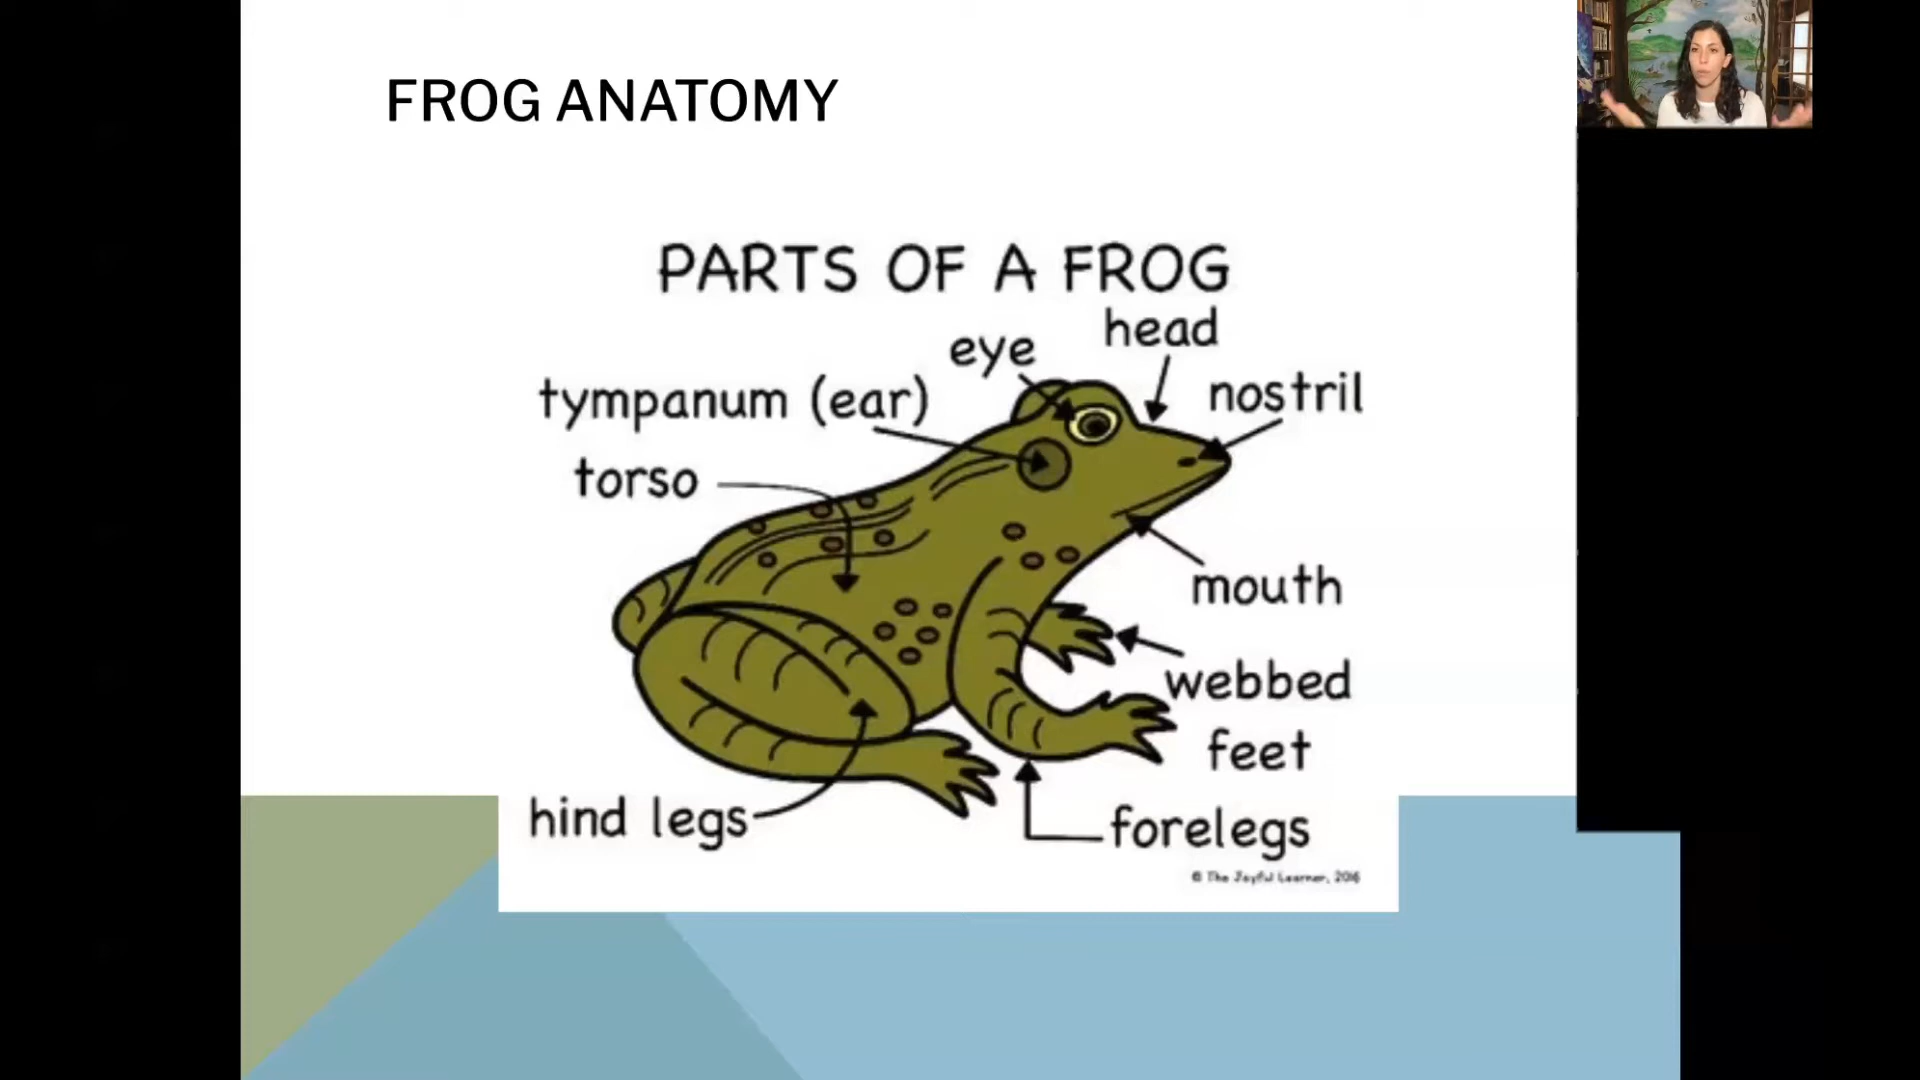 FROG ANATOMY
PARTS OF A FROG
head
eye
nostril
tympanum (ear)
torso
mouth
webbed
feet
hind legs
forelegs
© The Joyful Learner, 2016